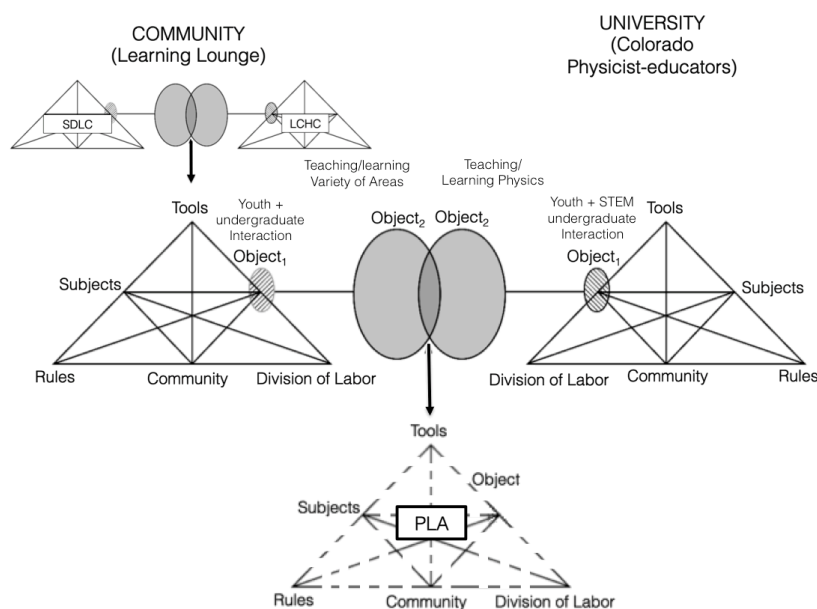 COMMUNITY
(Learning Lounge)
UNIVERSITY
(Colorado
Physicist-educators)
SDLC
LCHC
Teaching/learning
Variety of Areas
Teaching/
Learning Physics
Youth +
undergraduate
Interaction
Youth + STEM
undergraduate
Interaction
Tools
Object1
Object2
Object2
Object1
Tools
Subjects
Subjects
Rules
Community
Division of Labor
Division of Labor
Community
Rules
Tools
Object
Subjects
PLA
Rules
Community
Division of Labor